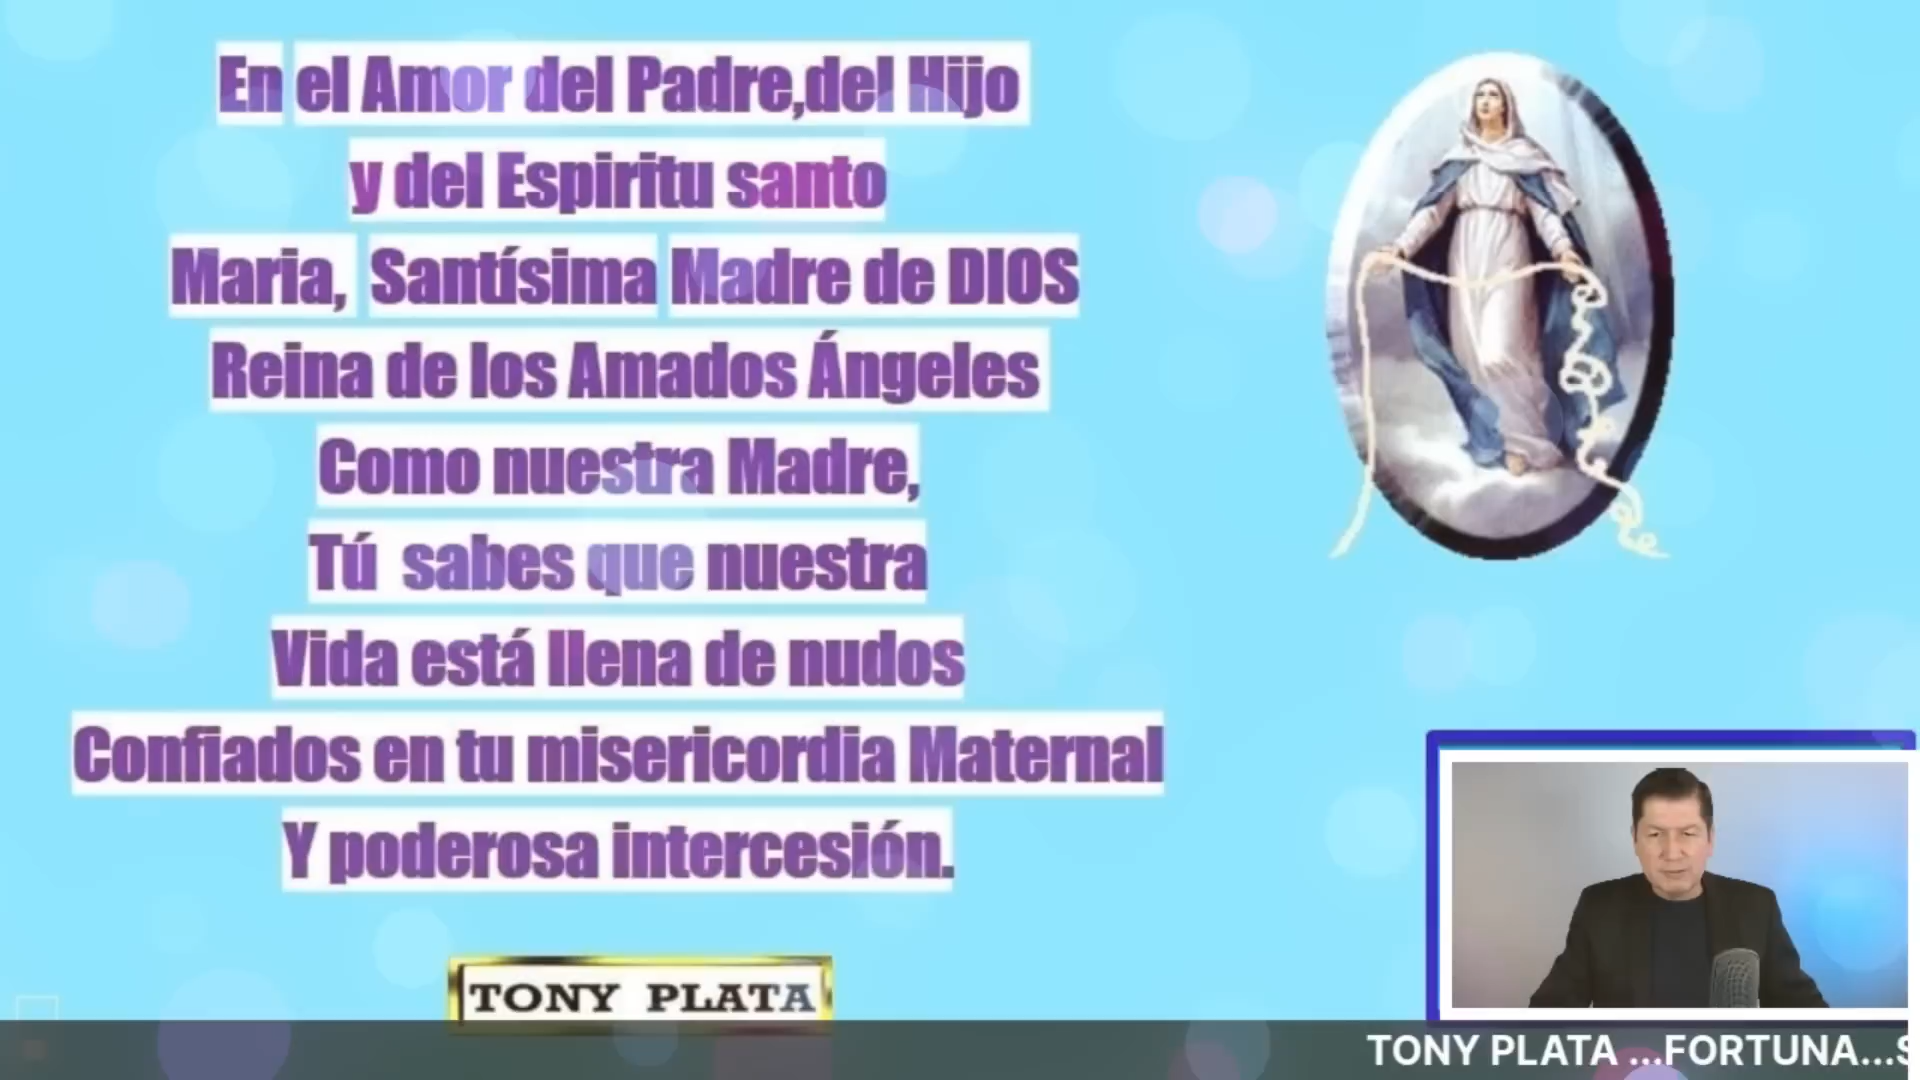 En el Amor del Padre,del Hijo
y del Espiritu santo
Maria, Santísima Madre de DIOS
Reina de los Amados Ángeles
Como nuestra Madre,
Tú sabes que nuestra
Vida está llena de nudos
Confiados en tu misericordia Maternal
Y poderosa intercesión.
TONY PLATA
TONY PLATA ...FORTUNA...